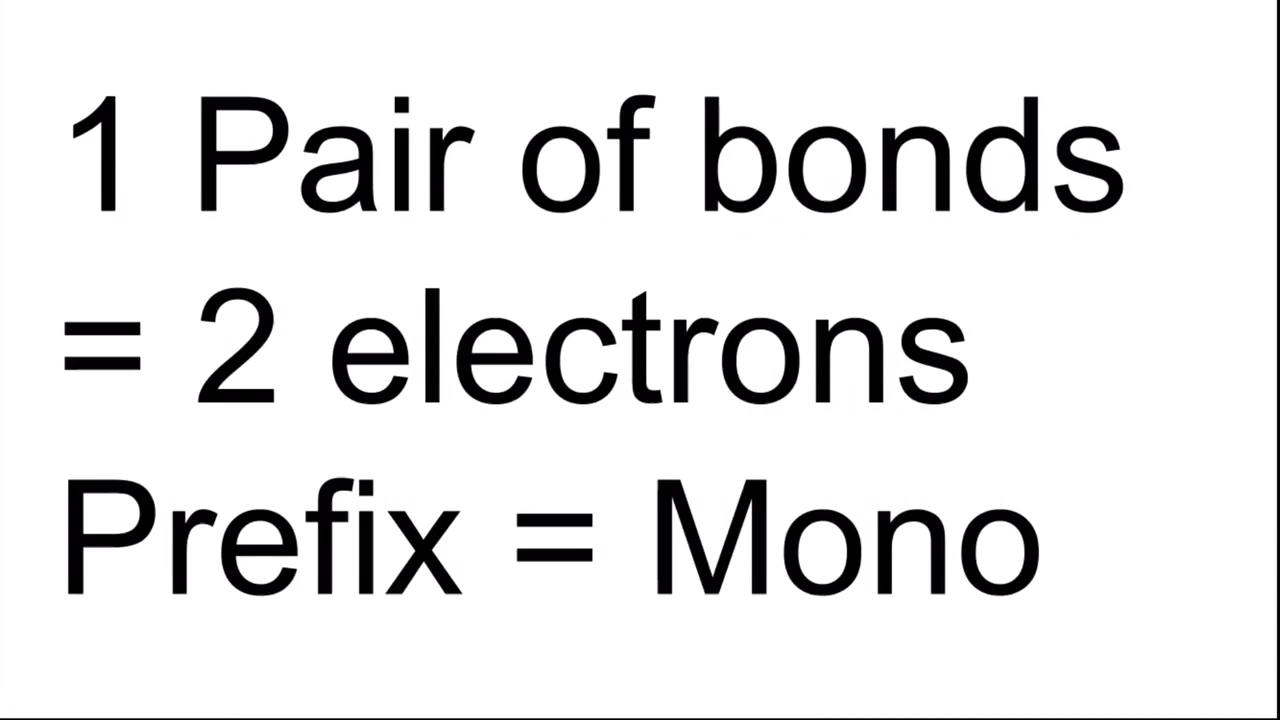 1 Pair of bonds
= 2 electrons
Prefix = Mono